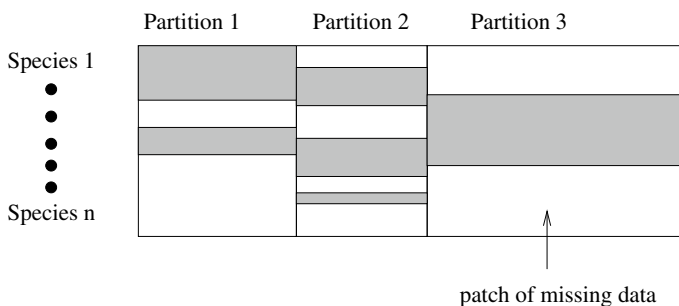 Partition 1
Partition 2
Partition 3
Species 1
Species n
patch of missing data